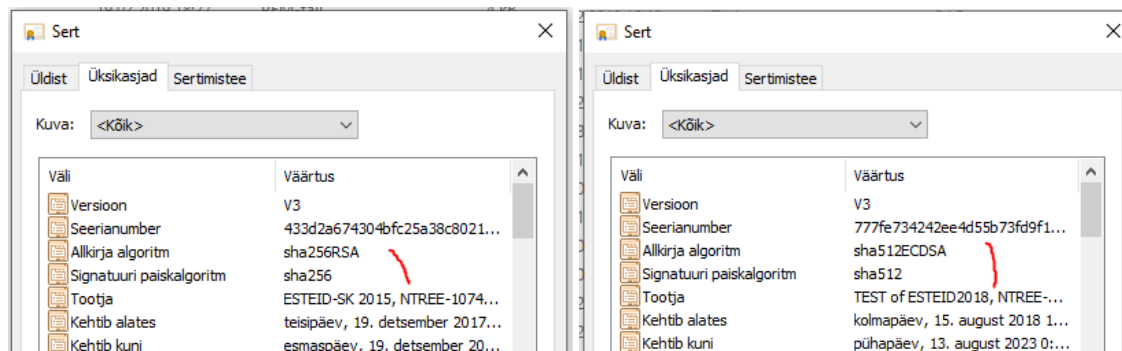 Sert
Üldist Üksikasjad Sertimistee
Kuva: <Kõik>
Väli Väärtus
Versioon V3
Seerianumber 433d2a674304bfc25a38c8021...
Allkirja algoritm sha256RSA
Signatuuri paiskalgoritm sha256
Tootja ESTEID-SK 2015, NTREE-1074...
Kehtib alates teisipäev, 19. detsember 2017...
Kehtib kuni esmaspäev, 19. detsember 20...
Sert
Üldist Üksikasjad Sertimistee
Kuva: <Kõik>
Väli Väärtus
Versioon V3
Seerianumber 777fe734242ee4d55b73fd9f1...
Allkirja algoritm sha512ECDSA
Signatuuri paiskalgoritm sha512
Tootja TEST of ESTEID2018, NTREE-...
Kehtib alates kolmapäev, 15. august 2018 1...
Kehtib kuni pühapäev, 13. august 2023 0:...